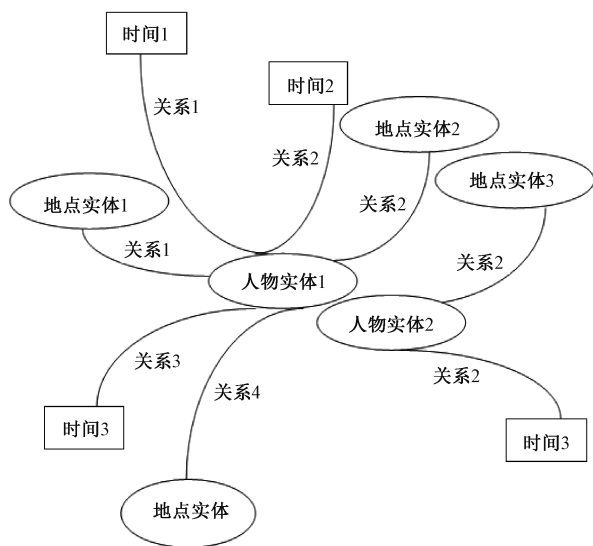 时间1
时间2
关系1
地点实体2
关系2
地点实体3
地点实体1
关系2
关系1
关系2
人物实体1
人物实体2
关系3
关系2
关系4
时间3
时间3
地点实体